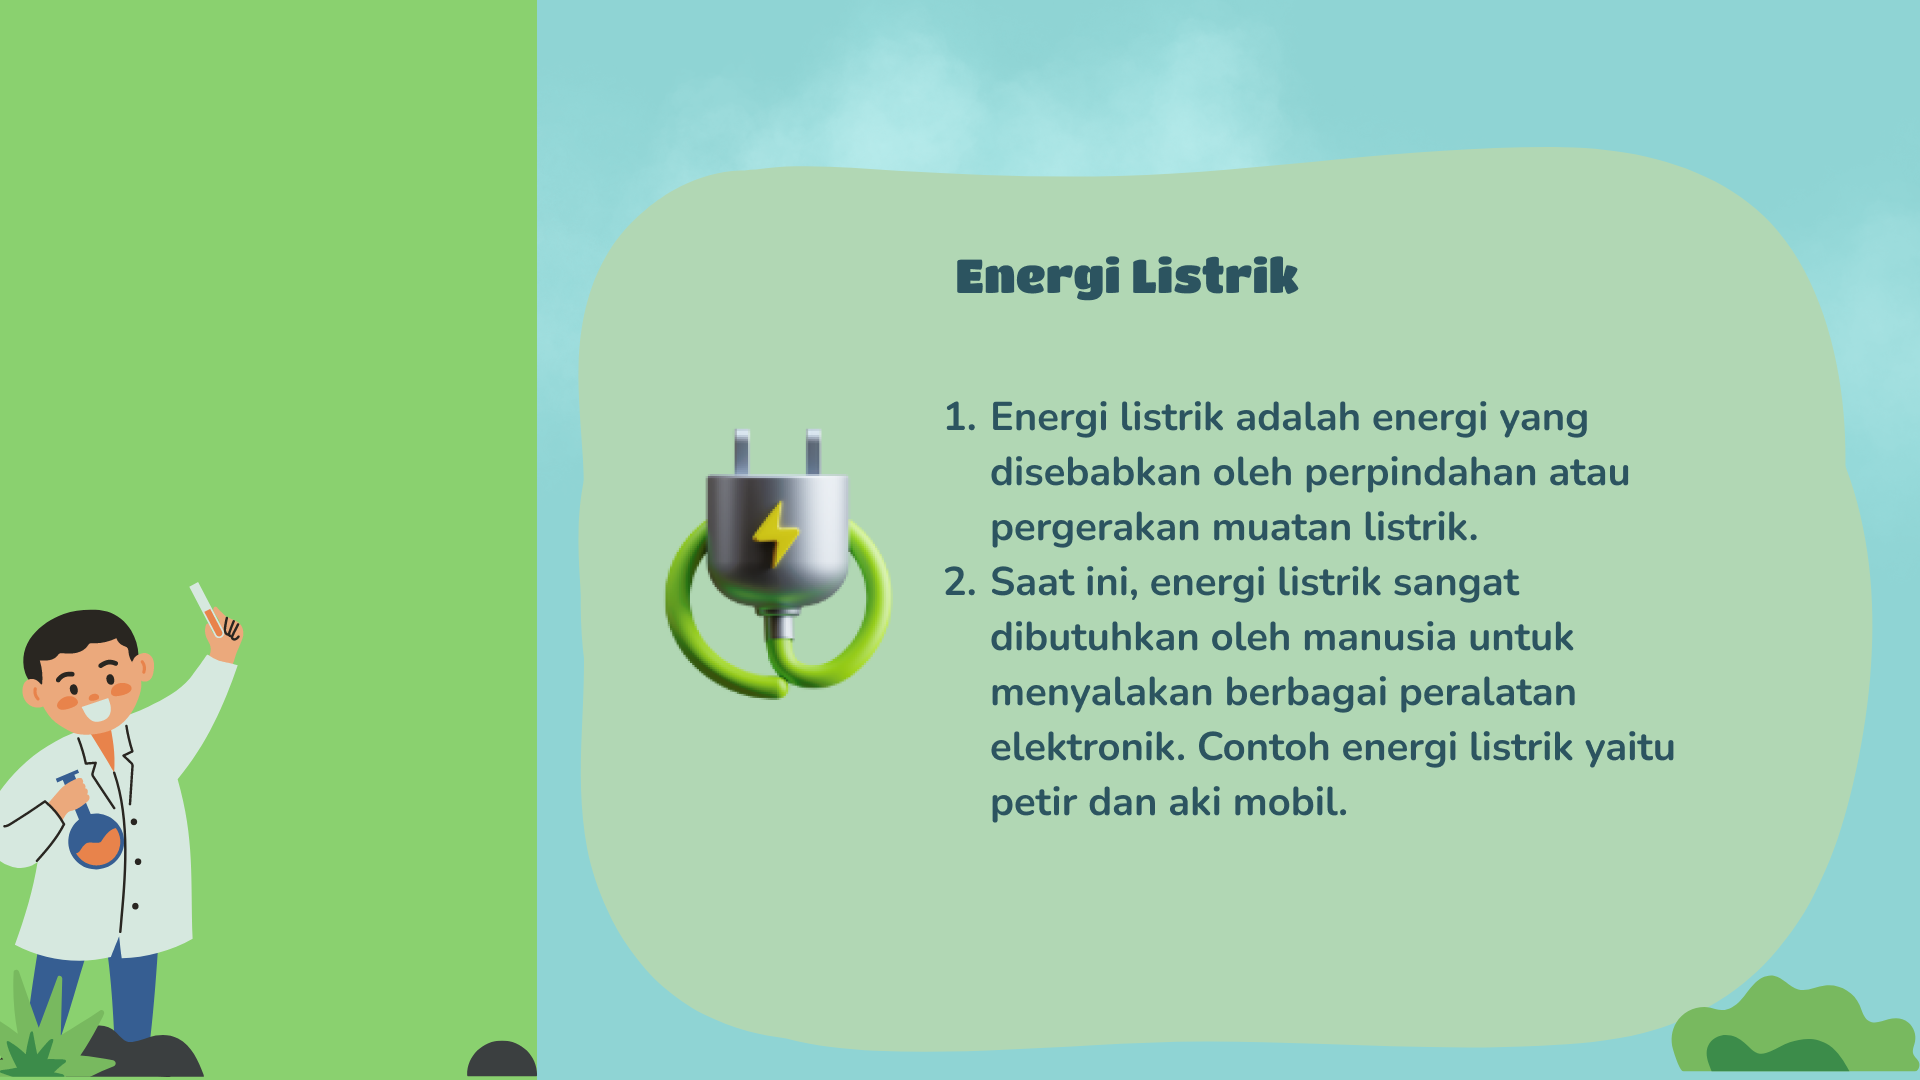 Energi Listrik
1. Energi listrik adalah energi yang
disebabkan oleh perpindahan atau
pergerakan muatan listrik.
2. Saat ini, energi listrik sangat
dibutuhkan oleh manusia untuk
menyalakan berbagai peralatan
elektronik. Contoh energi listrik yaitu
petir dan aki mobil.